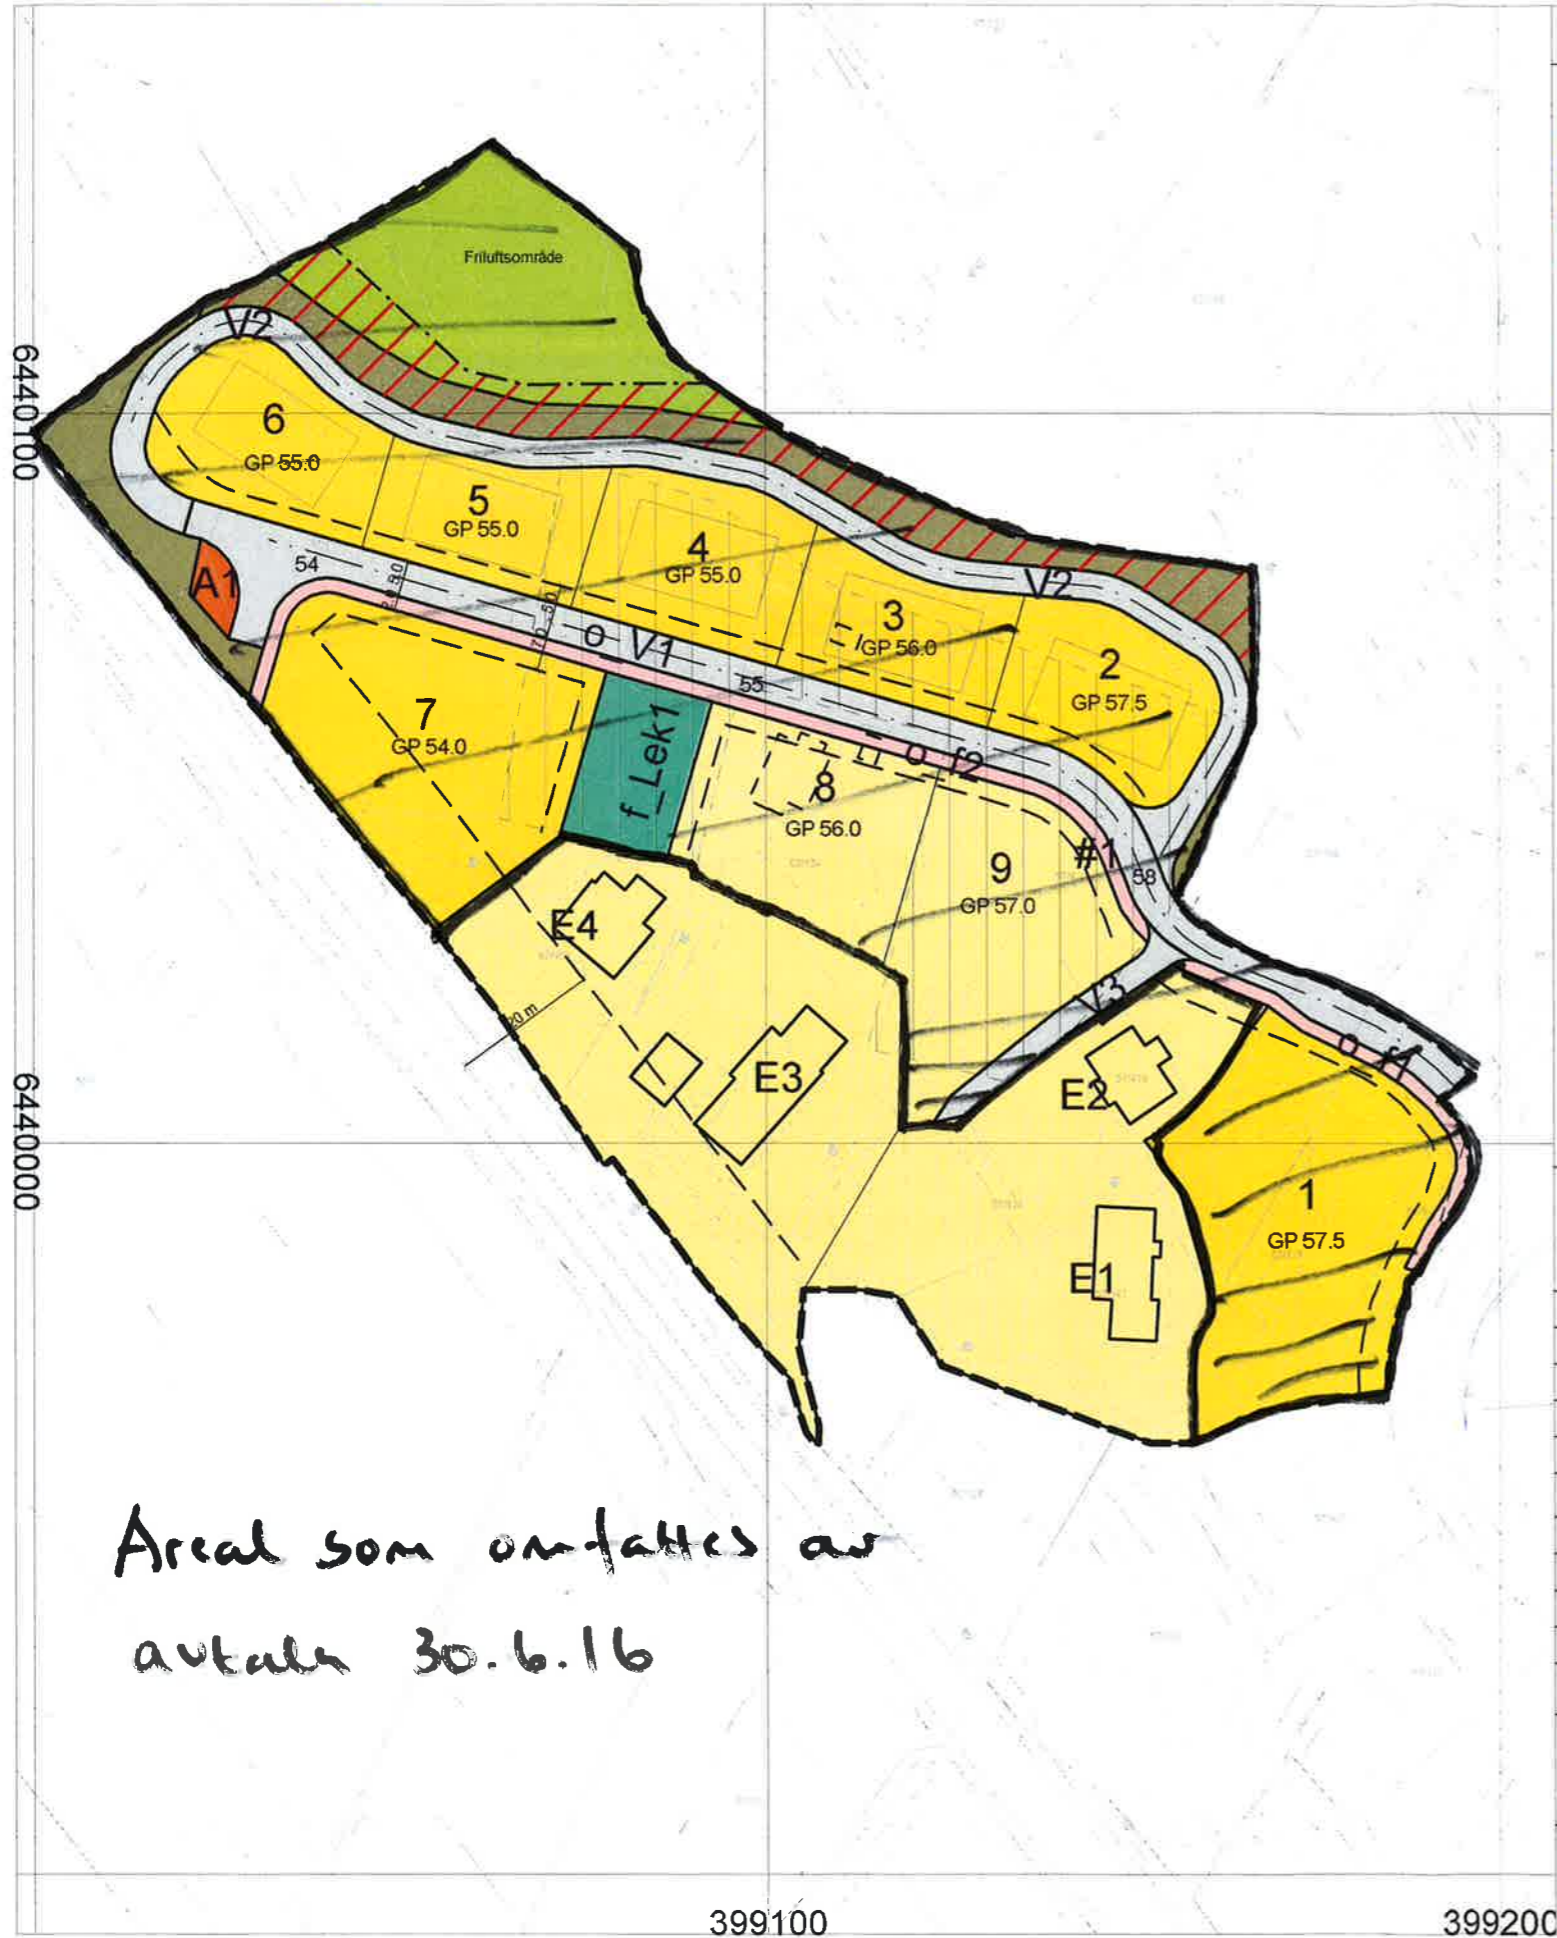 Friluftsområde
V2
6440100
6
GP 55.0
5
GP 55.0
4
GP 55.0
54
A1
V2
3
GP 56.0
o V1
2
GP 57.5
55
7
GP 54.0
f_Lek1
o f2
8
GP 56.0
#1
58
9
GP 57.0
E4
V3
20 m
o f1
E3
E2
6440000
1
GP 57.5
E1
Areal som omfattes av
avtale 30.6.16
399100
399200